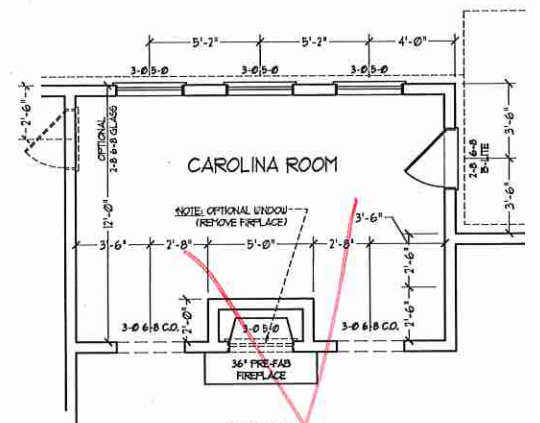 5'-2"
5'-2"
4'-0"
3-0 5-0
3-0 5-0
3-0 5-0
2'-6"
OPTIONAL
2-8 6-8 GLASS
CAROLINA ROOM
2-8 6-8
B-LITE
3'-6"
3'-6"
12'-0"
NOTE: OPTIONAL WINDOW
(REMOVE FIREPLACE)
3'-6"
3'-6"
2'-8"
5'-0"
2'-8"
2'-6"
2'-6"
2'-0"
3-0 6-8 C.O.
3-0 5-0
3-0 6-8 C.O.
36" PRE-FAB
FIREPLACE